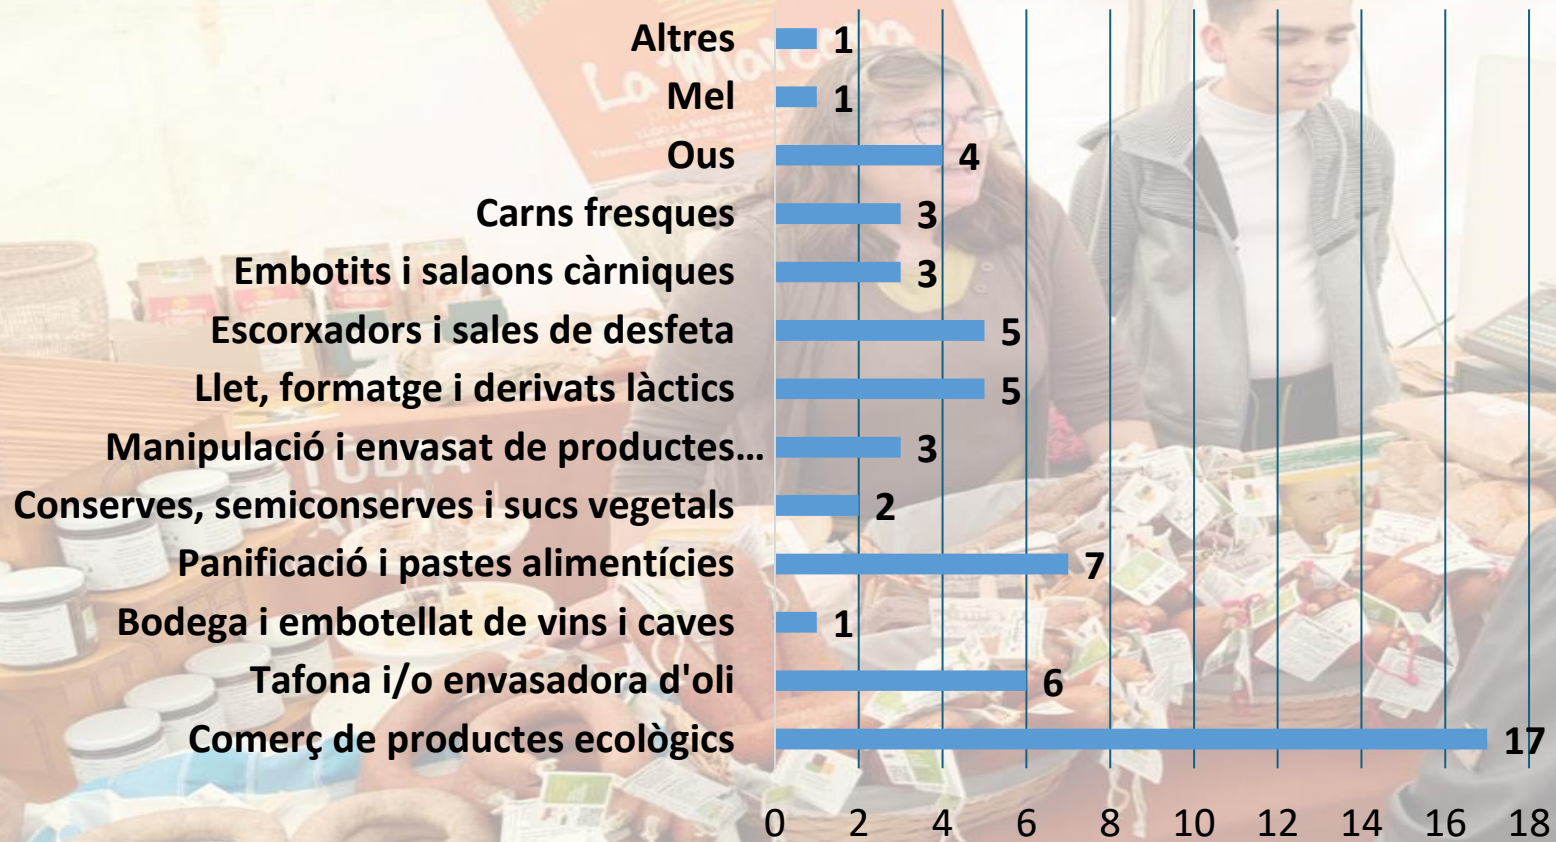 Altres 1
Mel 1
Ous 4
Carns fresques 3
Embotits i salaons càrniques 3
Escorxadors i sales de desfeta 5
Llet, formatge i derivats làctics 5
Manipulació i envasat de productes… 3
Conserves, semiconserves i sucs vegetals 2
Panificació i pastes alimentícies 7
Bodega i embotellat de vins i caves 1
Tafona i/o envasadora d'oli 6
Comerç de productes ecològics 17
0 2 4 6 8 10 12 14 16 18
La Marcona